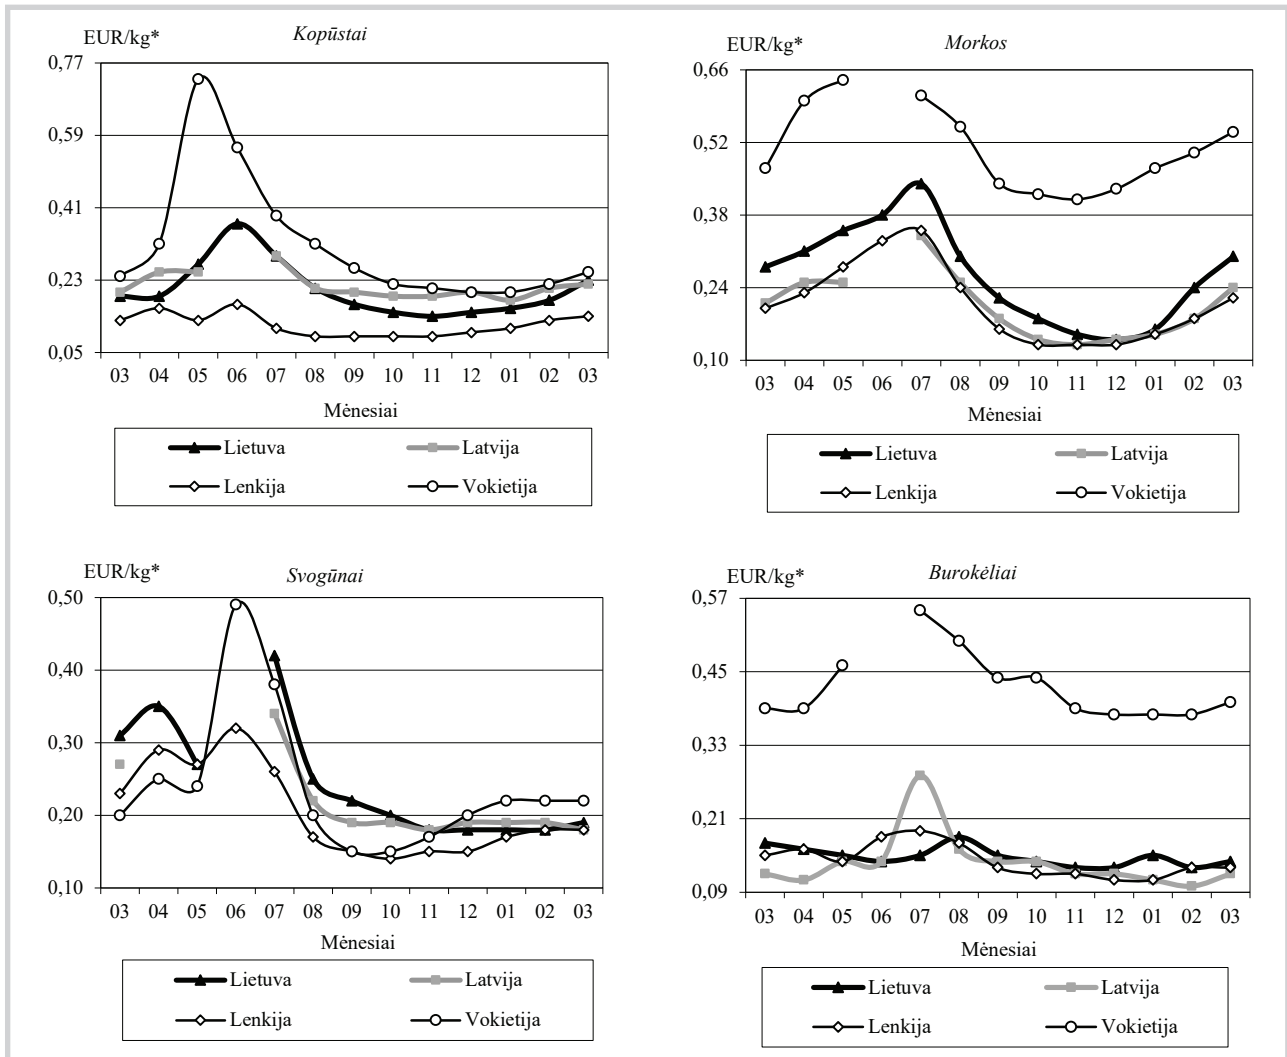 Kopūstai
EUR/kg*
0,77
0,59
0,41
0,23
0,05
03 04 05 06 07 08 09 10 11 12 01 02 03
Mėnesiai
Lietuva Latvija
Lenkija Vokietija
Morkos
EUR/kg*
0,66
0,52
0,38
0,24
0,10
03 04 05 06 07 08 09 10 11 12 01 02 03
Mėnesiai
Lietuva Latvija
Lenkija Vokietija
Svogūnai
EUR/kg*
0,50
0,40
0,30
0,20
0,10
03 04 05 06 07 08 09 10 11 12 01 02 03
Mėnesiai
Lietuva Latvija
Lenkija Vokietija
Burokėliai
EUR/kg*
0,57
0,45
0,33
0,21
0,09
03 04 05 06 07 08 09 10 11 12 01 02 03
Mėnesiai
Lietuva Latvija
Lenkija Vokietija